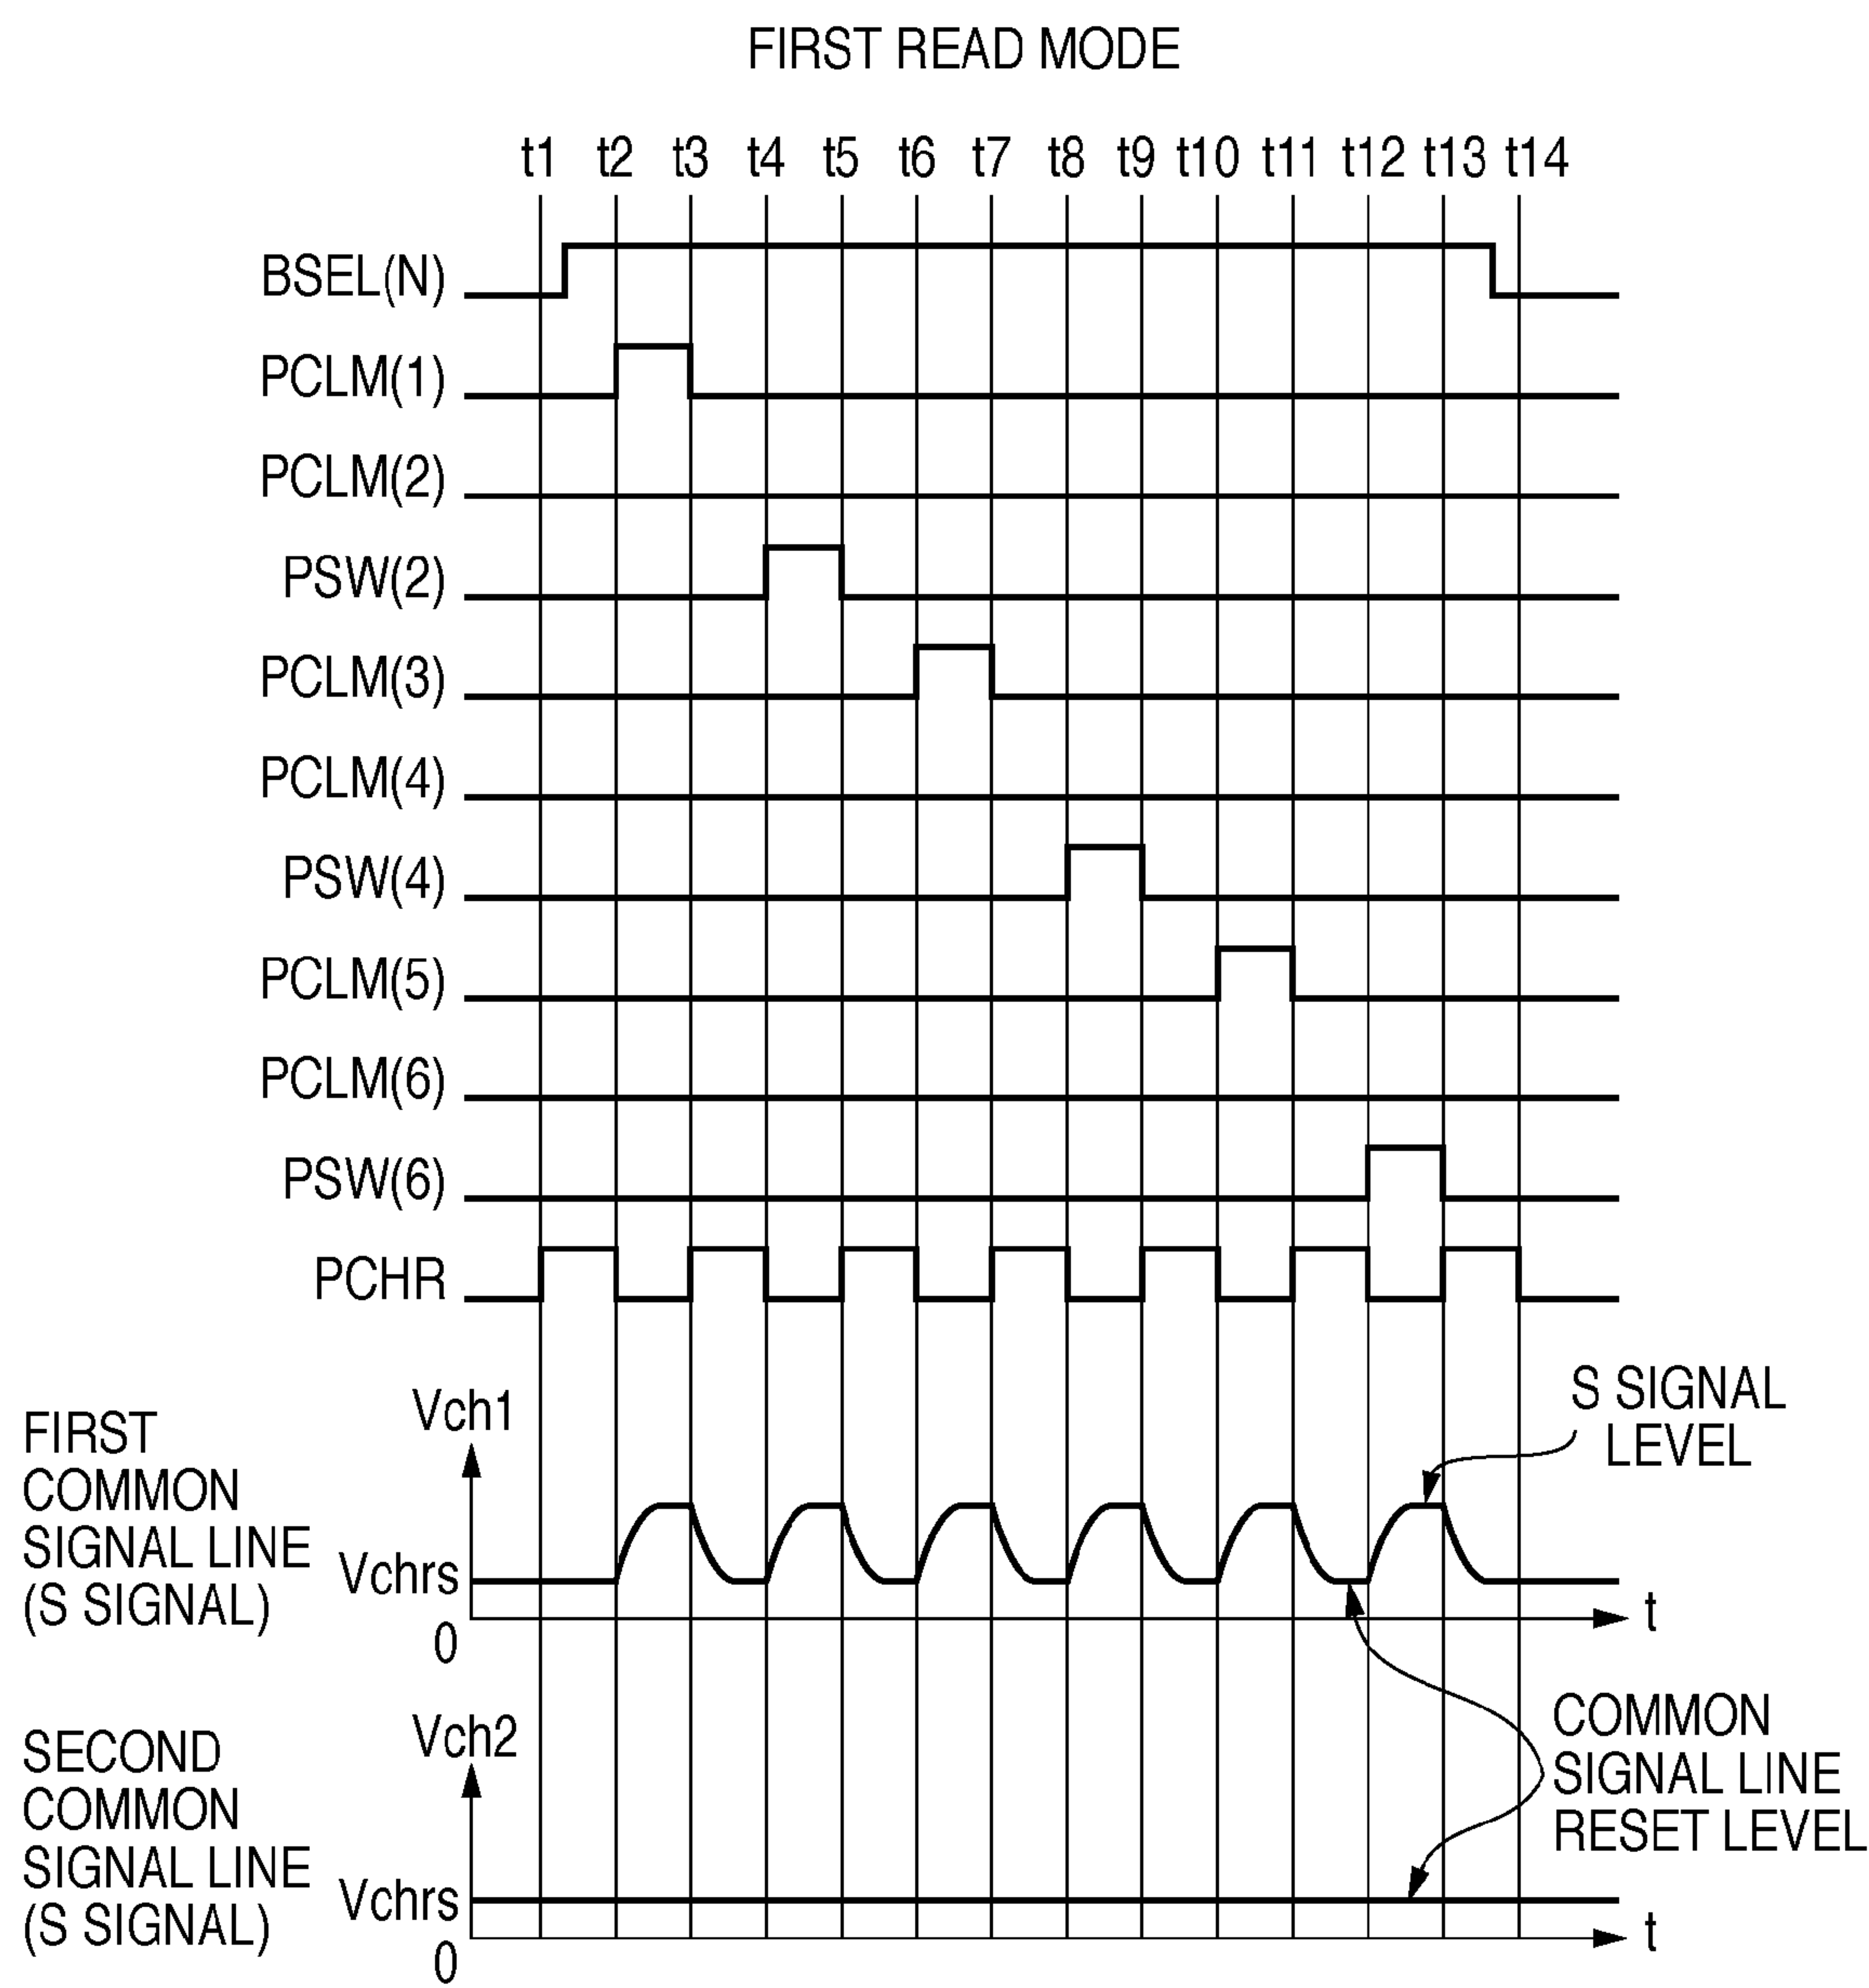 FIRST READ MODE
t1 t2 t3 t4 t5 t6 t7 t8 t9 t10 t11 t12 t13 t14
BSEL(N)
PCLM(1)
PCLM(2)
PSW(2)
PCLM(3)
PCLM(4)
PSW(4)
PCLM(5)
PCLM(6)
PSW(6)
PCHR
FIRST
COMMON
SIGNAL LINE
(S SIGNAL)
Vch1
Vchrs
0
t
S SIGNAL
LEVEL
SECOND
COMMON
SIGNAL LINE
(S SIGNAL)
Vch2
Vchrs
0
t
COMMON
SIGNAL LINE
RESET LEVEL